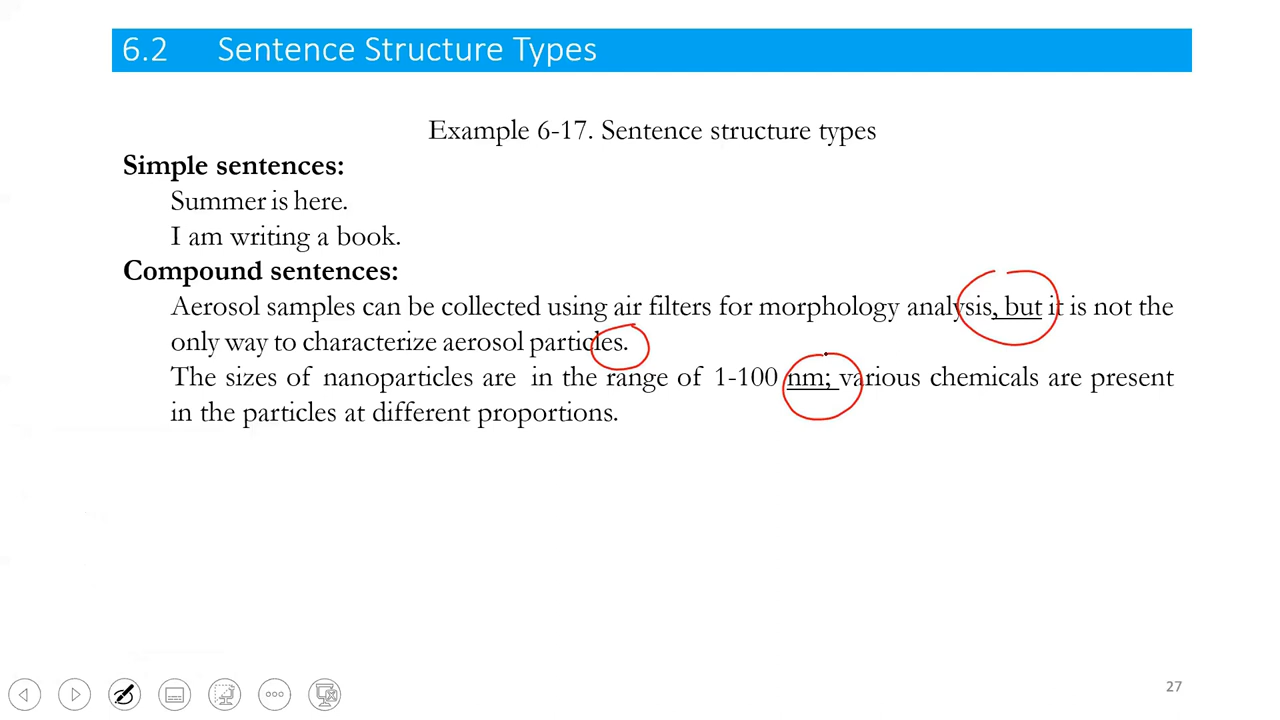 6.2 Sentence Structure Types
Example 6-17. Sentence structure types
Simple sentences:
Summer is here.
I am writing a book.
Compound sentences:
Aerosol samples can be collected using air filters for morphology analysis, but it is not the
only way to characterize aerosol particles.
The sizes of nanoparticles are in the range of 1-100 nm; various chemicals are present
in the particles at different proportions.
27